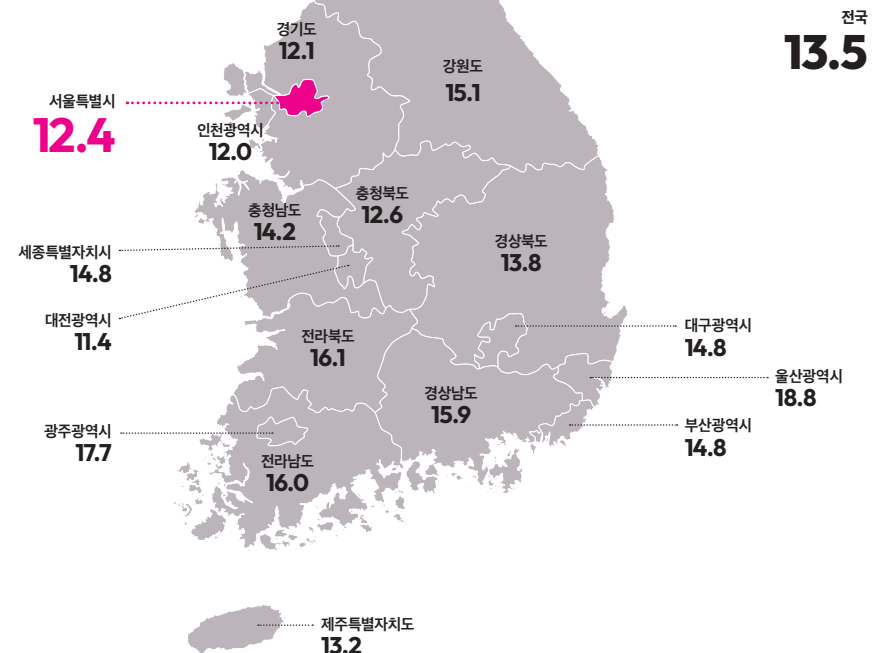 전국
13.5
경기도
12.1
강원도
15.1
서울특별시
12.4
인천광역시
12.0
충청북도
12.6
충청남도
14.2
경상북도
13.8
세종특별자치시
14.8
대전광역시
11.4
대구광역시
14.8
전라북도
16.1
울산광역시
18.8
경상남도
15.9
부산광역시
14.8
광주광역시
17.7
전라남도
16.0
제주특별자치도
13.2